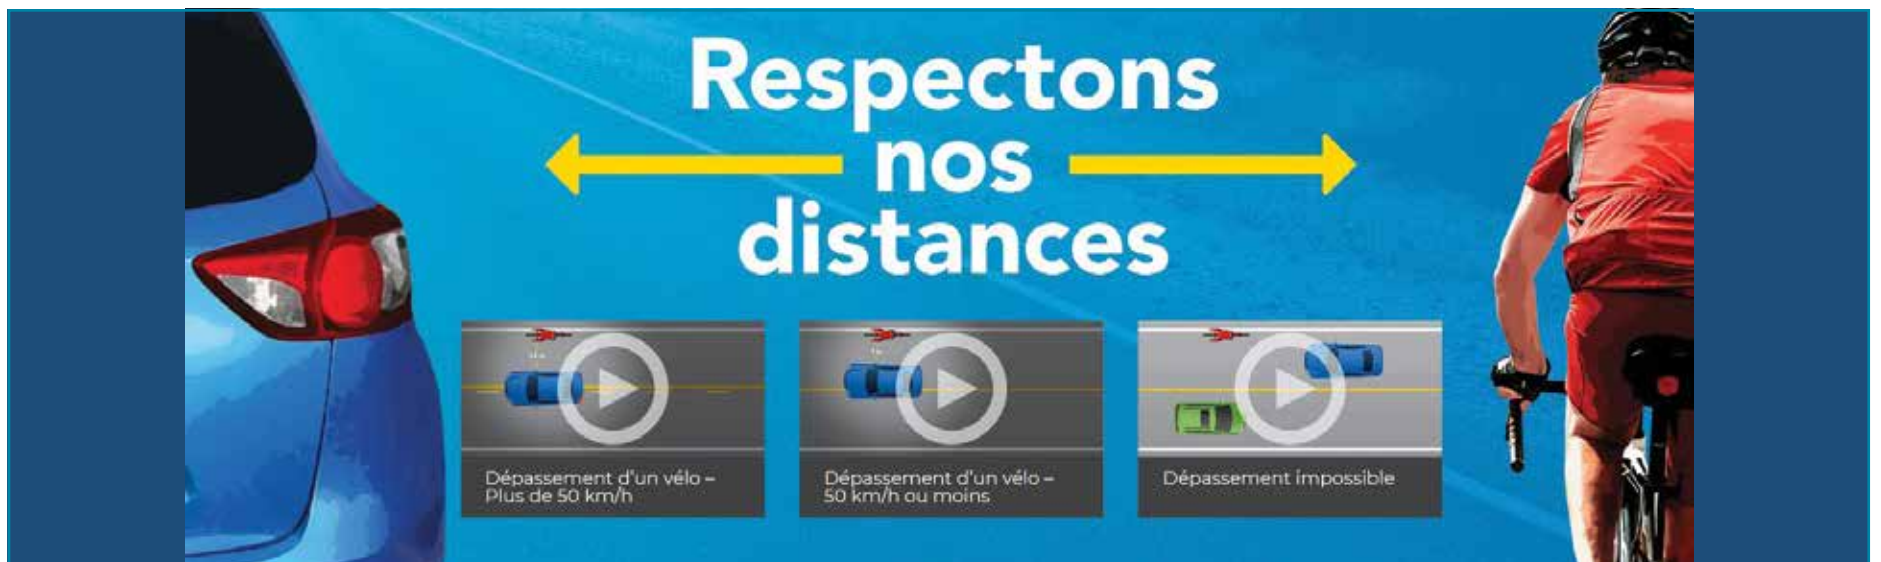 Respectons
nos
distances
Dépassement d'un vélo –
Plus de 50 km/h
Dépassement d'un vélo –
50 km/h ou moins
Dépassement impossible